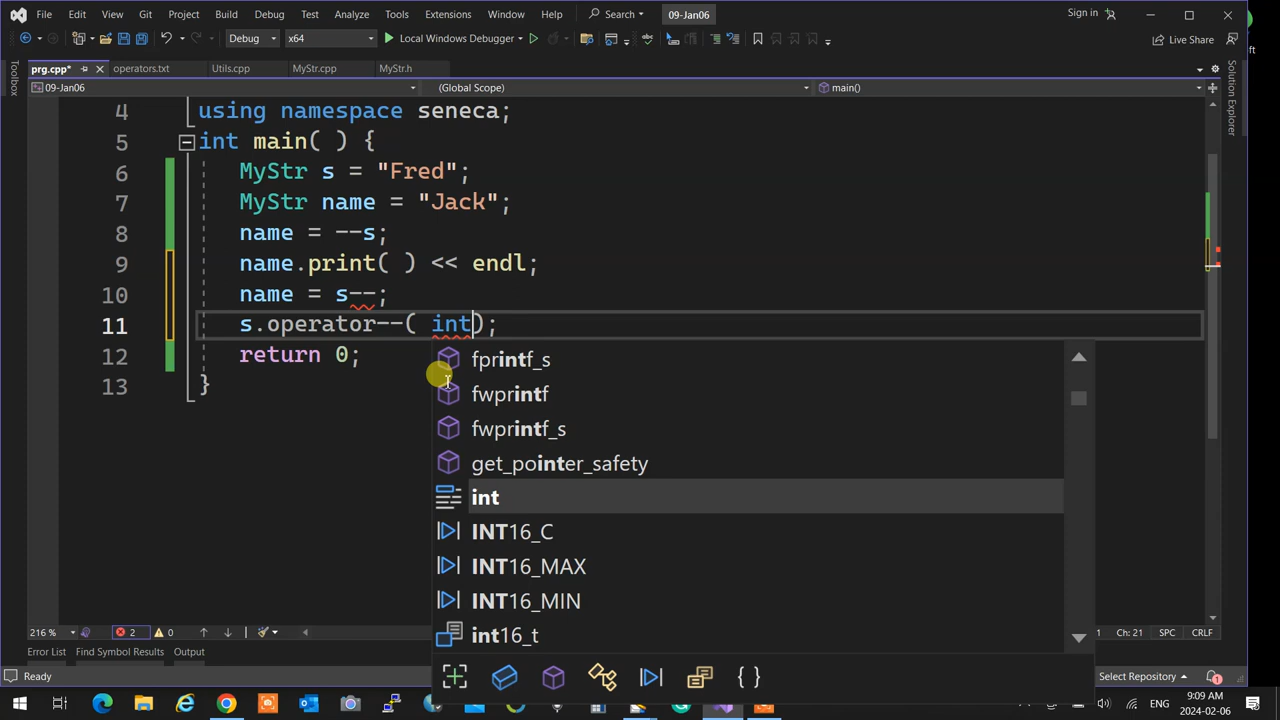 File Edit View Git Project Build Debug Test Analyze Tools Extensions Window Help Search 09-Jan06 Sign in
Debug x64 Local Windows Debugger Live Share
prg.cpp* operators.txt Utils.cpp MyStr.cpp MyStr.h
09-Jan06 (Global Scope) main()
Toolbox
Solution Explorer
4 using namespace seneca;
5 int main( ) {
6 MyStr s = "Fred";
7 MyStr name = "Jack";
8 name = --s;
9 name.print( ) << endl;
10 name = s--;
11 s.operator--( int);
12 return 0;
13 }
fprintf_s
fwprintf
fwprintf_s
get_pointer_safety
int
INT16_C
INT16_MAX
INT16_MIN
int16_t
{ }
216 % 2 0 Ch: 21 SPC CRLF
Error List Find Symbol Results Output
Ready Select Repository 1
ENG 9:09 AM
2024-02-06